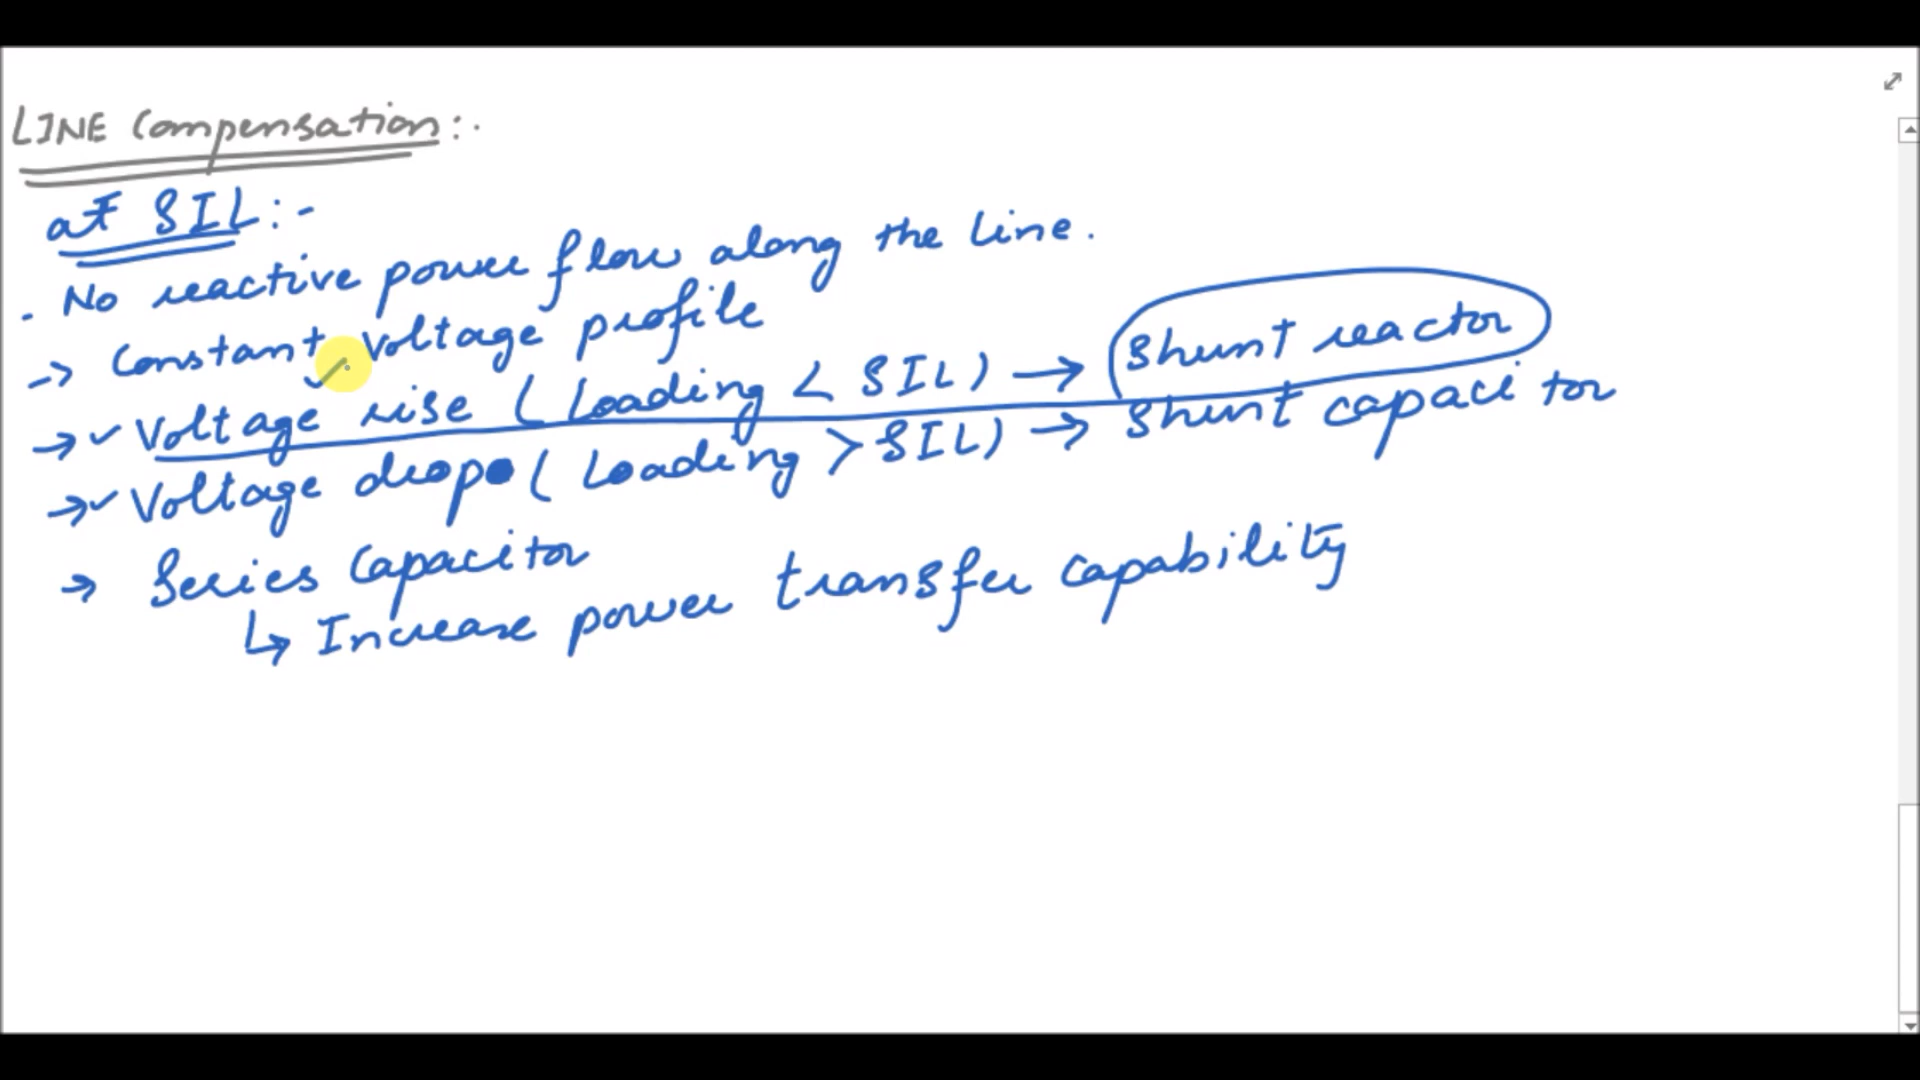 LINE Compensation:-
at SIL:-
. No reactive power flow along the line.
→ Constant voltage profile
→ ✓ Voltage rise (Loading < SIL) → Shunt reactor
→ ✓ Voltage drop (Loading > SIL) → Shunt capacitor
→ Series Capacitor
↳ Increase power transfer capability